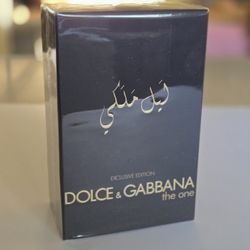 ليل ملكي
EXCLUSIVE EDITION
DOLCE & GABBANA
the one